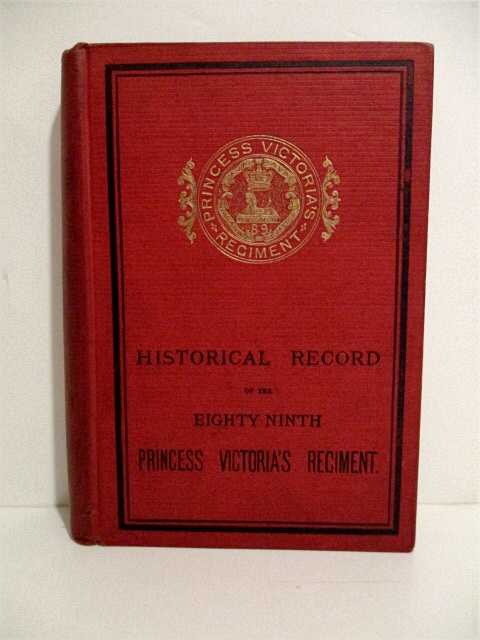 PRINCESS VICTORIA'S
REGIMENT
89
HISTORICAL RECORD
OF THE
EIGHTY NINTH
PRINCESS VICTORIA'S REGIMENT.